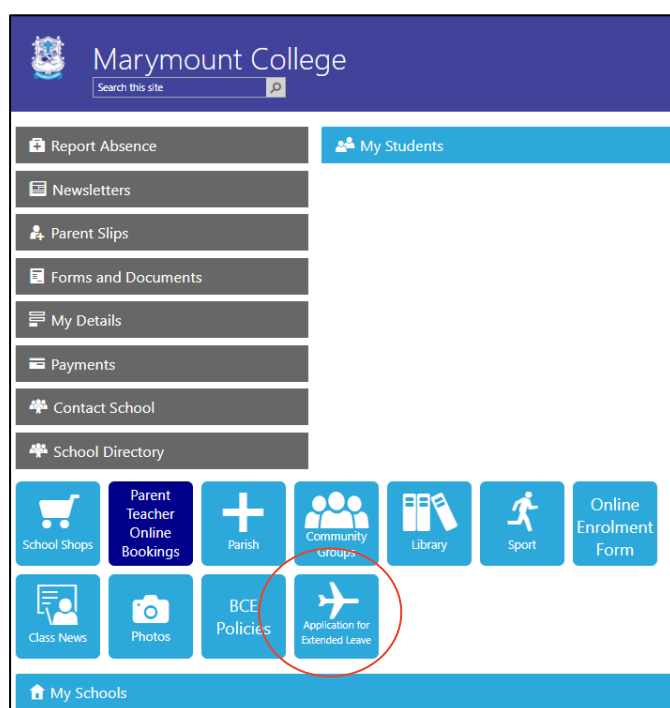 Marymount College
Search this site
Report Absence
My Students
Newsletters
Parent Slips
Forms and Documents
My Details
Payments
Contact School
School Directory
School Shops
Parent
Teacher
Online
Bookings
Parish
Community
Groups
Library
Sport
Online
Enrolment
Form
Class News
Photos
BCE
Policies
Application for
Extended Leave
My Schools